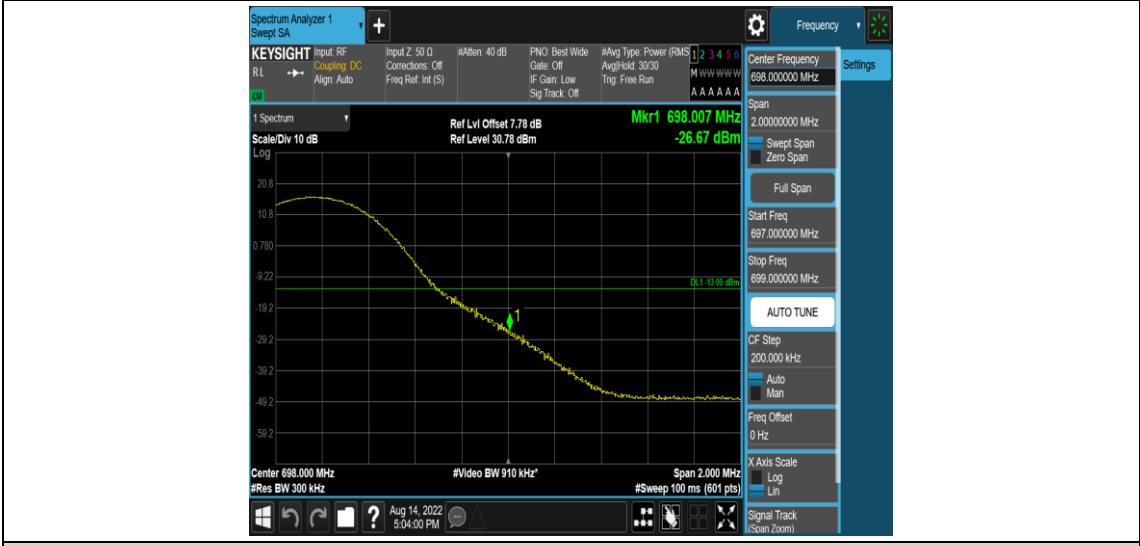 Spectrum Analyzer 1
Swept SA
+
Frequency
KEYSIGHT
RL
Input: RF
Coupling: DC
Align: Auto
Input Z: 50 Ω
Corrections: Off
Freq Ref: Int (S)
#Atten: 40 dB
PNO: Best Wide
Gate: Off
IF Gain: Low
Sig Track: Off
#Avg Type: Power (RMS
Avg|Hold: 30/30
Trig: Free Run
1 2 3 4 5 6
M W W W W W
A A A A A A
1 Spectrum
Scale/Div 10 dB
Log
Ref Lvl Offset 7.78 dB
Ref Level 30.78 dBm
Mkr1 698.007 MHz
-26.67 dBm
20.8
10.8
0.780
-9.22
-19.2
-29.2
-39.2
-49.2
-59.2
DL1 -13.00 dBm
1
Center 698.000 MHz
#Res BW 300 kHz
#Video BW 910 kHz*
Span 2.000 MHz
#Sweep 100 ms (601 pts)
Aug 14, 2022
5:04:00 PM
?
Center Frequency
698.000000 MHz
Settings
Span
2.00000000 MHz
Swept Span
Zero Span
Full Span
Start Freq
697.000000 MHz
Stop Freq
699.000000 MHz
AUTO TUNE
CF Step
200.000 kHz
Auto
Man
Freq Offset
0 Hz
X Axis Scale
Log
Lin
Signal Track
(Span Zoom)